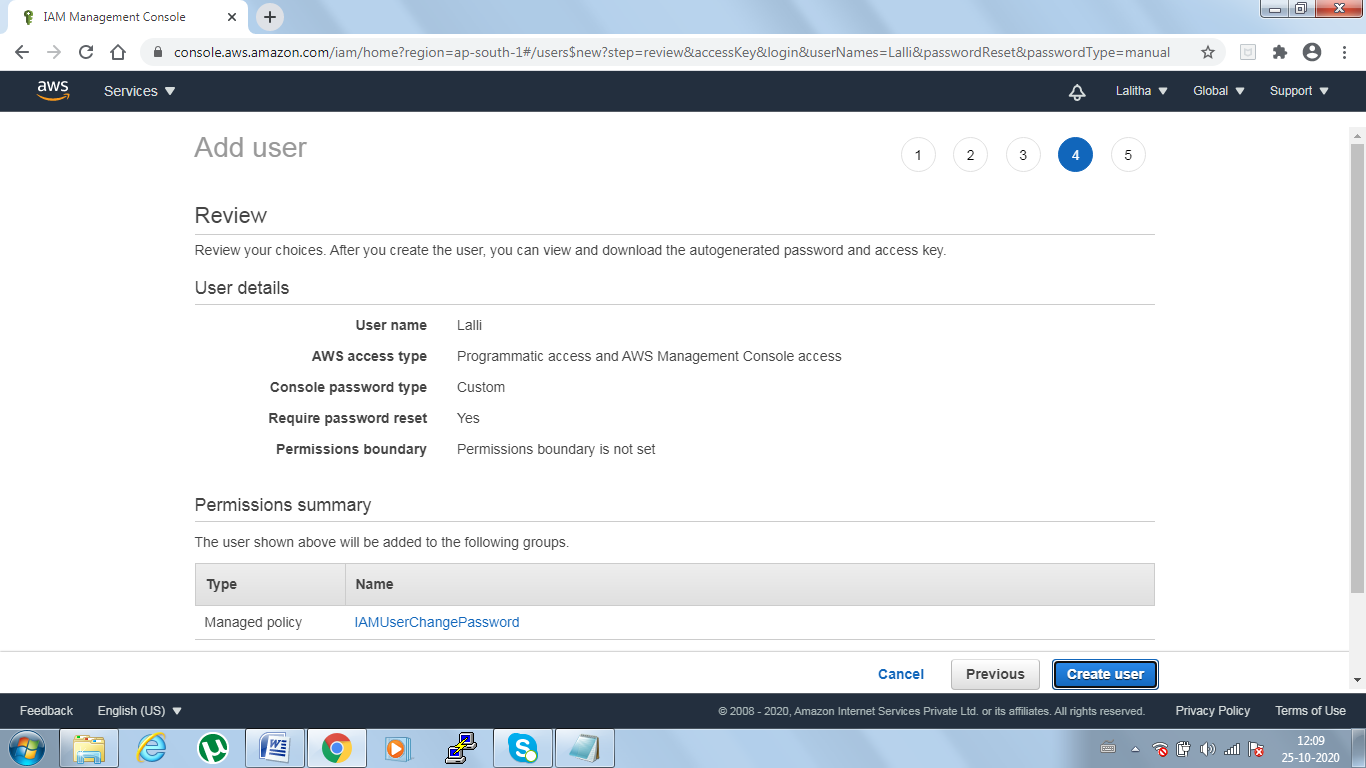 IAM Management Console
console.aws.amazon.com/iam/home?region=ap-south-1#/users$new?step=review&accessKey&login&userNames=Lalli&passwordReset&passwordType=manual
aws Services Lalitha Global Support
Add user 1 2 3 4 5
Review
Review your choices. After you create the user, you can view and download the autogenerated password and access key.
User details
User name Lalli
AWS access type Programmatic access and AWS Management Console access
Console password type Custom
Require password reset Yes
Permissions boundary Permissions boundary is not set
Permissions summary
The user shown above will be added to the following groups.
Type Name
Managed policy IAMUserChangePassword
Cancel Previous Create user
Feedback English (US) © 2008 - 2020, Amazon Internet Services Private Ltd. or its affiliates. All rights reserved. Privacy Policy Terms of Use
12:09
25-10-2020